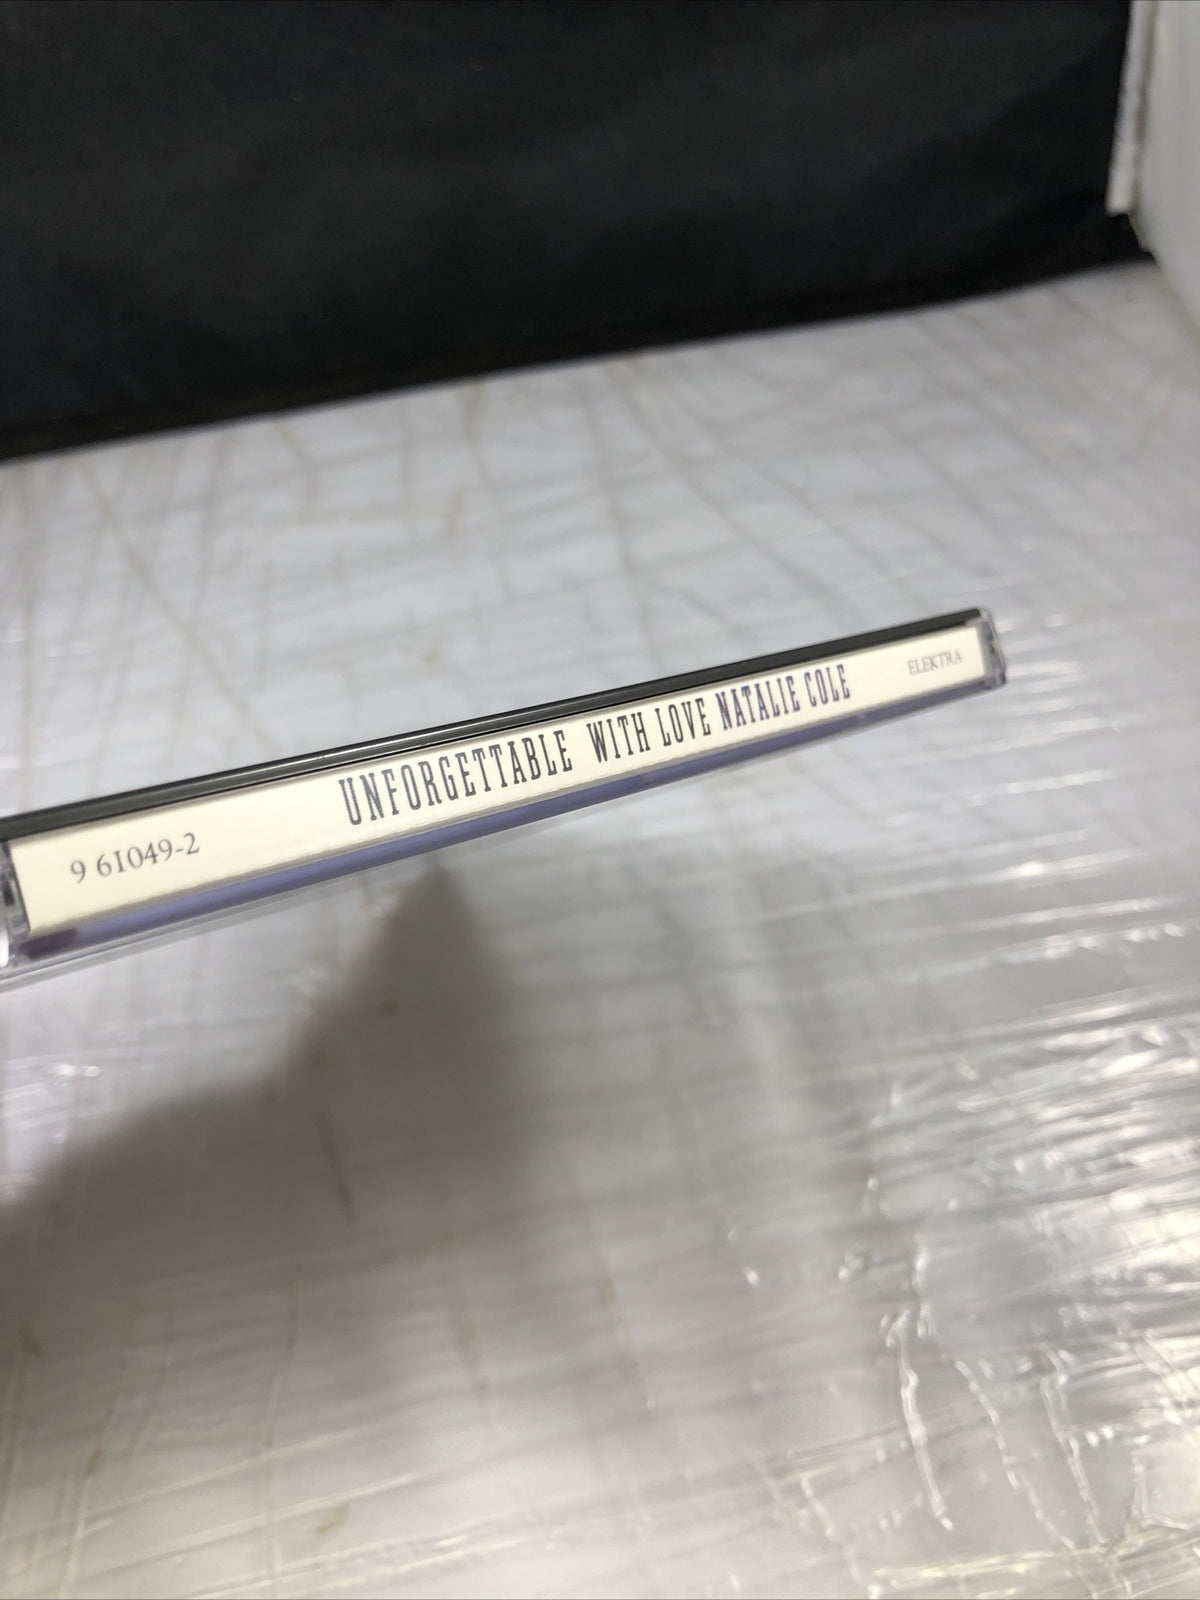 9 61049-2 UNFORGETTABLE WITH LOVE NATALIE COLE ELEKTRA